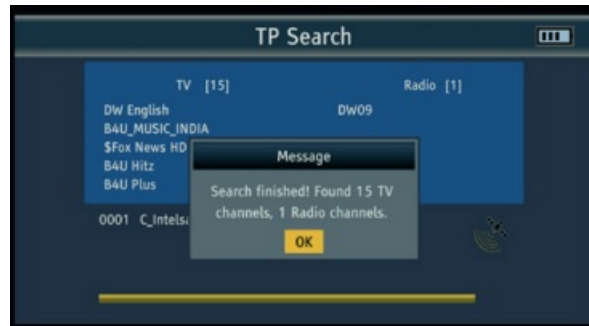 TP Search
TV [15] Radio [1]
DW English DW09
B4U_MUSIC_INDIA
$Fox News HD
B4U Hitz
B4U Plus
Message
Search finished! Found 15 TV
channels, 1 Radio channels.
OK
0001 C_Intelsa